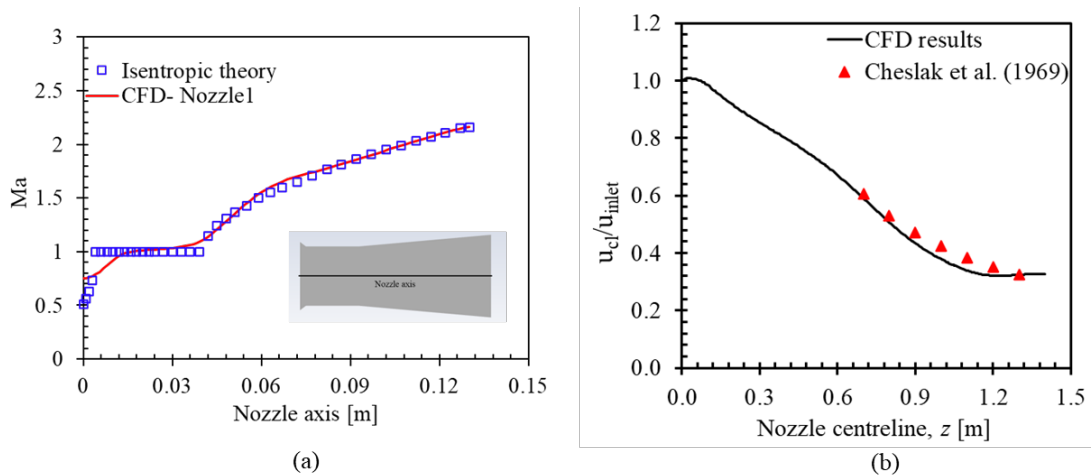 3
2.5
2
1.5
1
0.5
0
Ma
Isentropic theory
CFD- Nozzle1
Nozzle axis
0
0.03
0.06
0.09
0.12
0.15
Nozzle axis [m]
(a)
1.2
1.0
0.8
0.6
0.4
0.2
0.0
u_cl/u_inlet
CFD results
Cheslak et al. (1969)
0.0
0.3
0.6
0.9
1.2
1.5
Nozzle centreline, z [m]
(b)